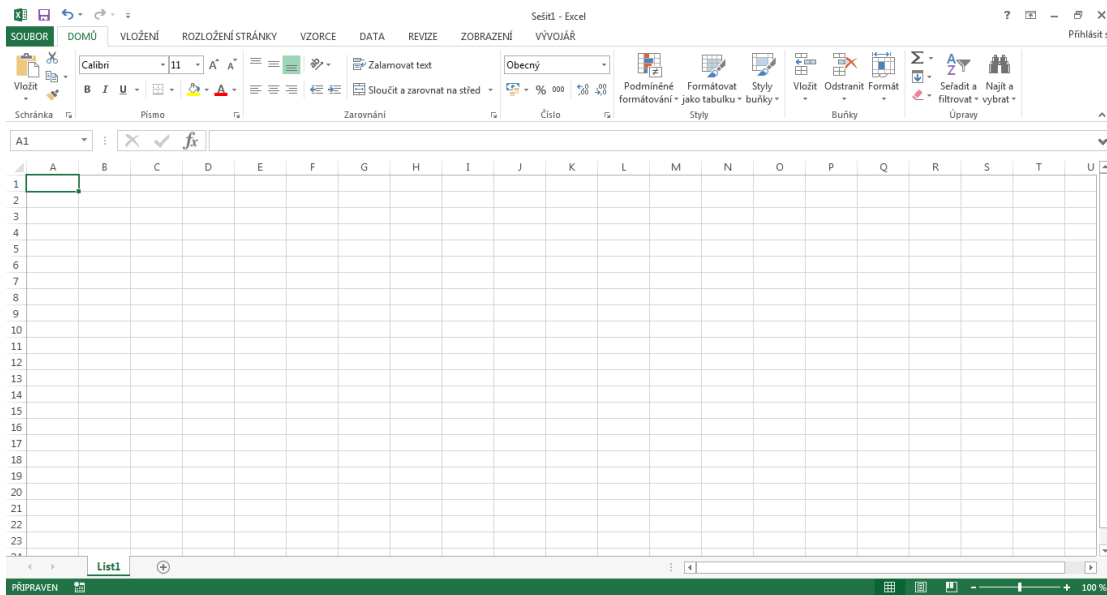 Sešit1 - Excel
?
SOUBOR DOMŮ VLOŽENÍ ROZLOŽENÍ STRÁNKY VZORCE DATA REVIZE ZOBRAZENÍ VÝVOJÁŘ Přihlásit s
Calibri 11 Zalamovat text Obecný
Vložit B I U A Sloučit a zarovnat na střed % 000
Podmíněné formátování
Formátovat jako tabulku
Styly buňky
Vložit Odstranit Formát
Seřadit a filtrovat
Najít a vybrat
Schránka Písmo Zarovnání Číslo Styly Buňky Úpravy
A1 fx
A B C D E F G H I J K L M N O P Q R S T U
1
2
3
4
5
6
7
8
9
10
11
12
13
14
15
16
17
18
19
20
21
22
23
List1
PŘIPRAVEN 100 %